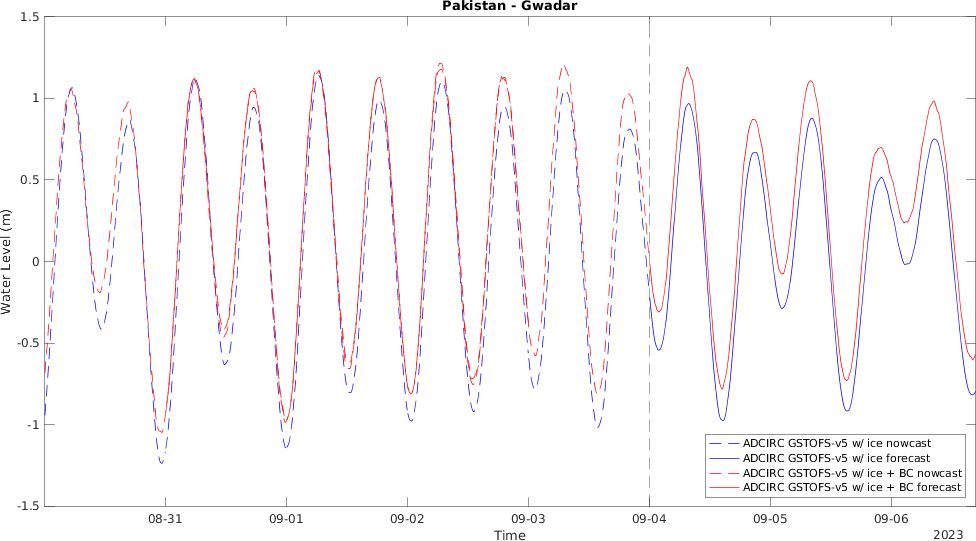 Pakistan - Gwadar
1.5
1
0.5
0
-0.5
-1
-1.5
Water Level (m)
08-31
09-01
09-02
09-03
09-04
09-05
09-06
Time
2023
ADCIRC GSTOFS-v5 w/ ice nowcast
ADCIRC GSTOFS-v5 w/ ice forecast
ADCIRC GSTOFS-v5 w/ ice + BC nowcast
ADCIRC GSTOFS-v5 w/ ice + BC forecast